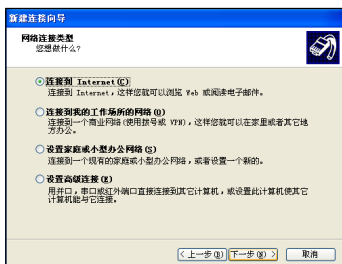 新建连接向导
网络连接类型
您想做什么?
连接到 Internet(C)
连接到 Internet，这样您就可以浏览 Web 或阅读电子邮件。
连接到我的工作场所的网络(O)
连接到一个商业网络(使用拨号或 VPN)，这样您就可以在家里或者其它地
方办公。
设置家庭或小型办公网络(S)
连接到一个现有的家庭或小型办公网络，或者设置一个新的。
设置高级连接(E)
用并口，串口或红外端口直接连接到其它计算机，或设置此计算机使其它
计算机能与它连接。
<上一步(B) 下一步(N)> 取消